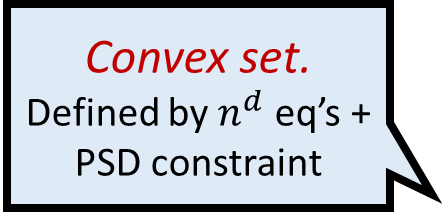 Convex set.
Defined by n^d eq's +
PSD constraint